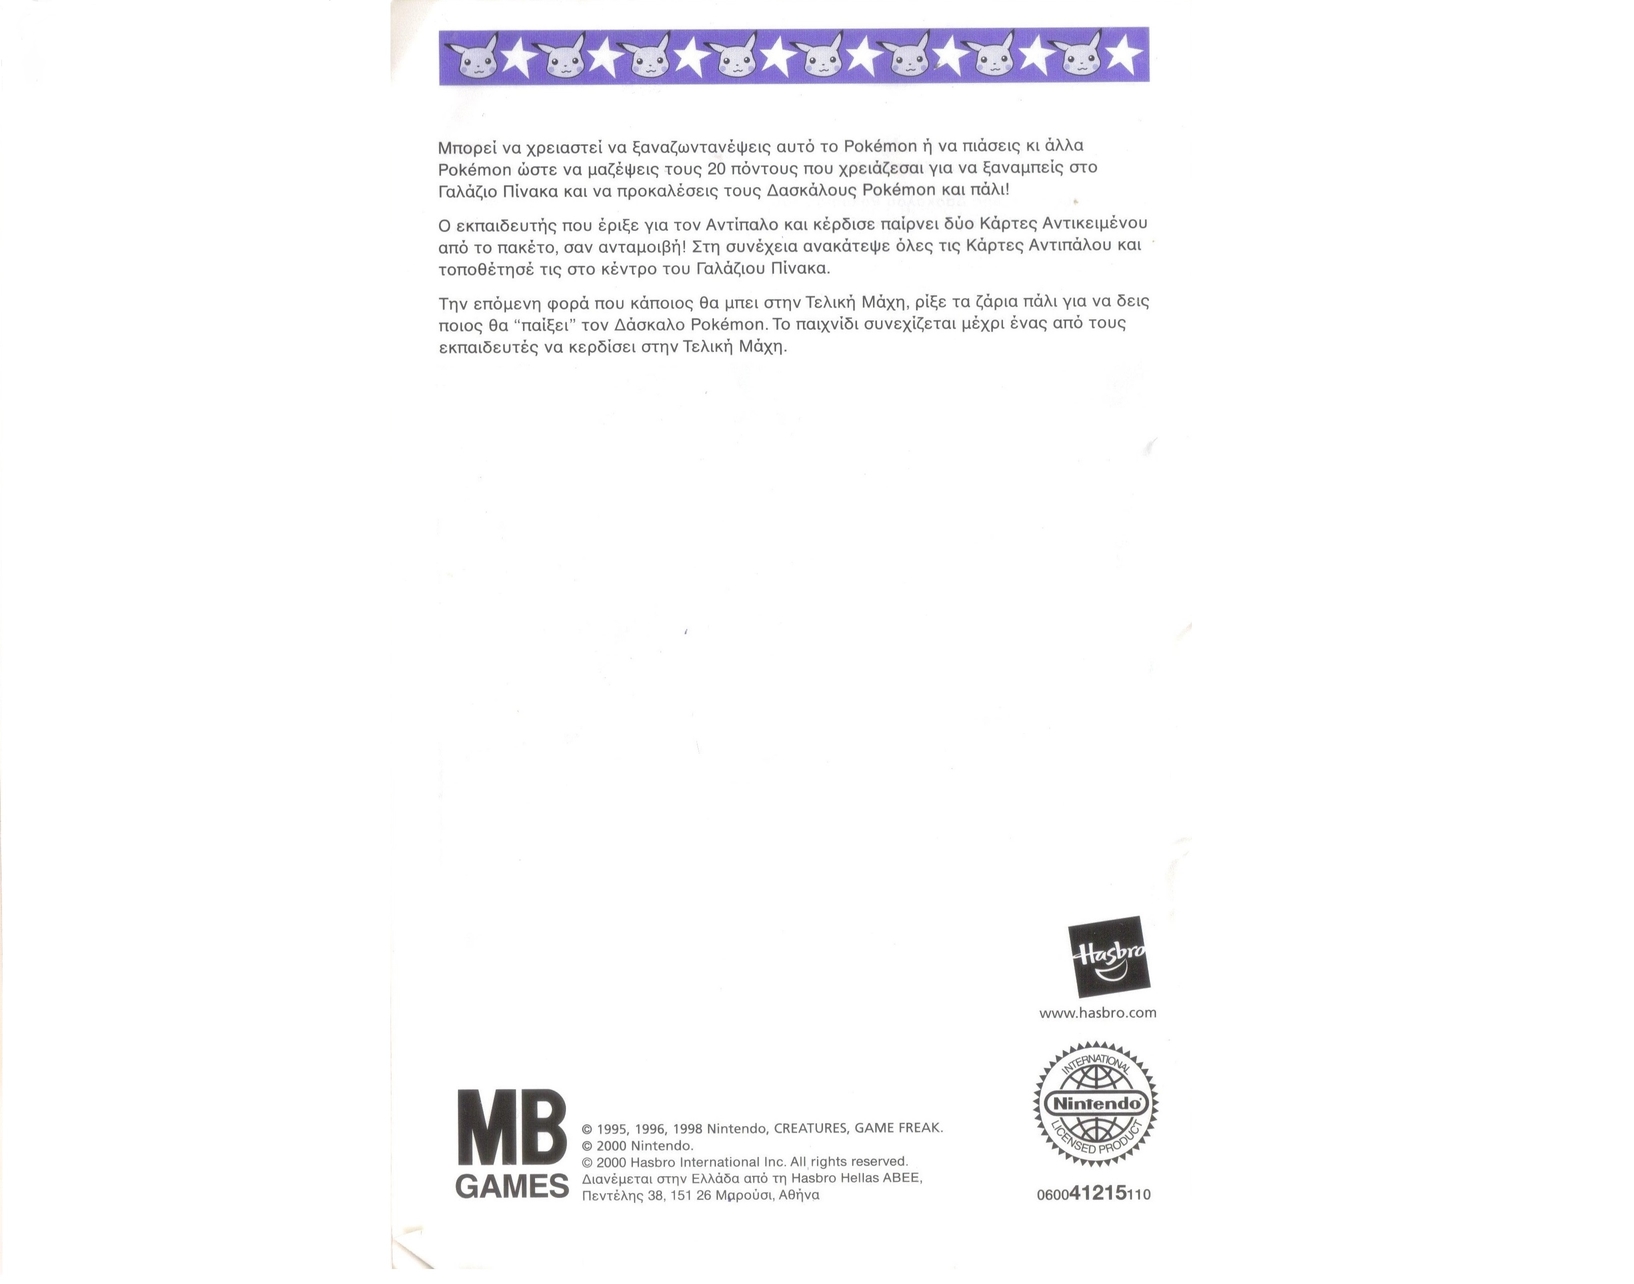 Μπορεί να χρειαστεί να ξαναζωντανέψεις αυτό το Pokémon ή να πιάσεις κι άλλα
Pokémon ώστε να μαζέψεις τους 20 πόντους που χρειάζεσαι για να ξαναμπείς στο
Γαλάζιο Πίνακα και να προκαλέσεις τους Δασκάλους Pokémon και πάλι!
Ο εκπαιδευτής που έριξε για τον Αντίπαλο και κέρδισε παίρνει δύο Κάρτες Αντικειμένου
από το πακέτο, σαν ανταμοιβή! Στη συνέχεια ανακάτεψε όλες τις Κάρτες Αντιπάλου και
τοποθέτησέ τις στο κέντρο του Γαλάζιου Πίνακα.
Την επόμενη φορά που κάποιος θα μπει στην Τελική Μάχη, ρίξε τα ζάρια πάλι για να δεις
ποιος θα “παίξει” τον Δάσκαλο Pokémon. Το παιχνίδι συνεχίζεται μέχρι ένας από τους
εκπαιδευτές να κερδίσει στην Τελική Μάχη.
Hasbro
www.hasbro.com
INTERNATIONAL
Nintendo®
LICENSED PRODUCT
MB
GAMES
© 1995, 1996, 1998 Nintendo, CREATURES, GAME FREAK.
© 2000 Nintendo.
© 2000 Hasbro International Inc. All rights reserved.
Διανέμεται στην Ελλάδα από τη Hasbro Hellas ABEE,
Πεντέλης 38, 151 26 Μαρούσι, Αθήνα
060041215110